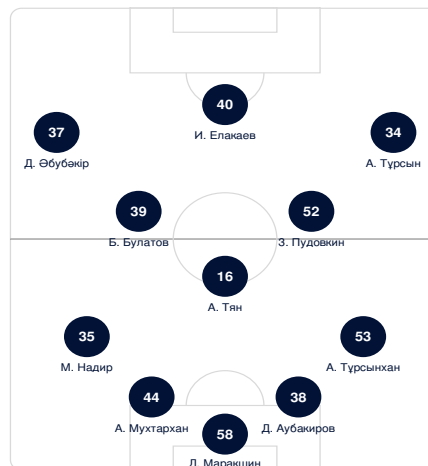 40
И. Елакаев
37
34
Д. Әбубәкір
А. Тұрсын
39
52
Б. Булатов
З. Пудовкин
16
А. Тян
35
53
М. Надир
А. Тұрсынхан
44
38
А. Мухтархан
Д. Аубакиров
58
Д. Маракшин